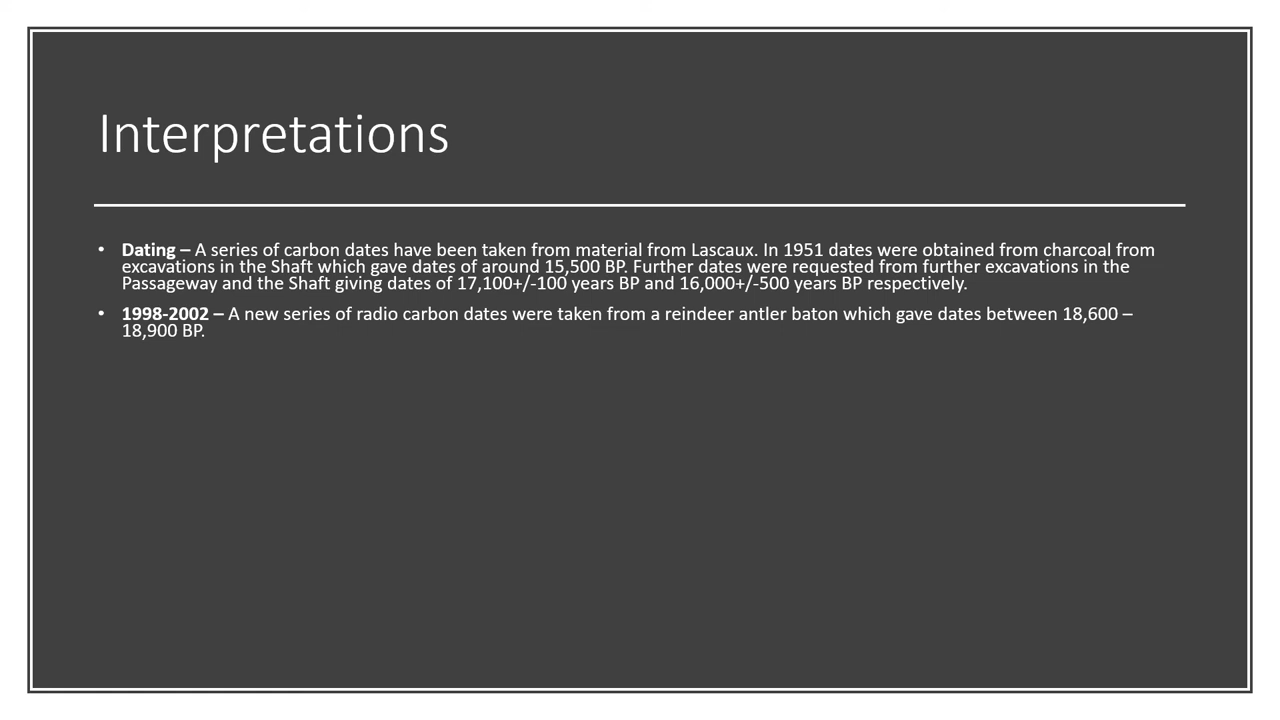 Interpretations
• Dating – A series of carbon dates have been taken from material from Lascaux. In 1951 dates were obtained from charcoal from
excavations in the Shaft which gave dates of around 15,500 BP. Further dates were requested from further excavations in the
Passageway and the Shaft giving dates of 17,100+/-100 years BP and 16,000+/-500 years BP respectively.
• 1998-2002 – A new series of radio carbon dates were taken from a reindeer antler baton which gave dates between 18,600 –
18,900 BP.